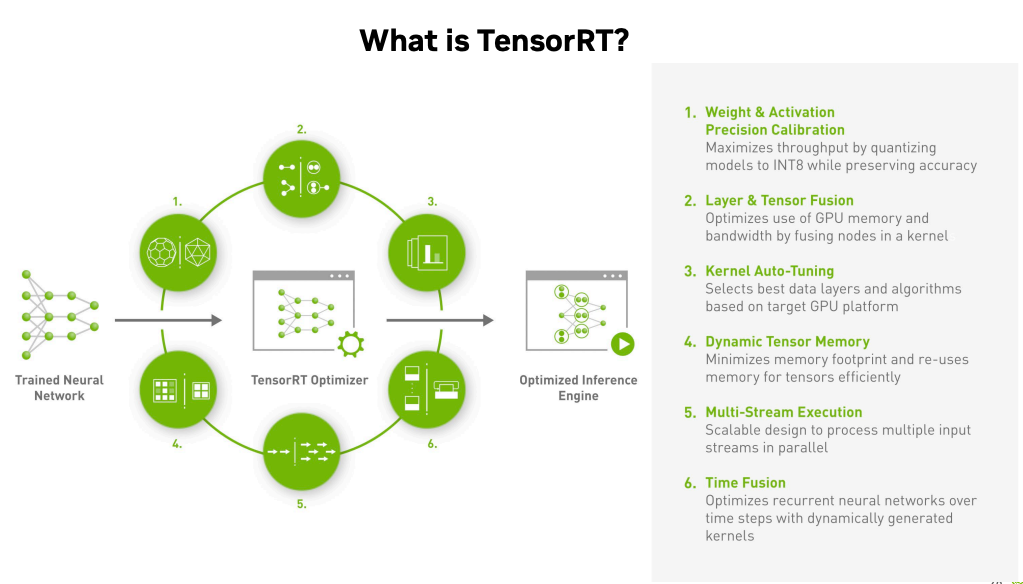 What is TensorRT?
1.
2.
3.
4.
5.
6.
Trained Neural
Network
TensorRT Optimizer
Optimized Inference
Engine
1. Weight & Activation
Precision Calibration
Maximizes throughput by quantizing
models to INT8 while preserving accuracy
2. Layer & Tensor Fusion
Optimizes use of GPU memory and
bandwidth by fusing nodes in a kernel
3. Kernel Auto-Tuning
Selects best data layers and algorithms
based on target GPU platform
4. Dynamic Tensor Memory
Minimizes memory footprint and re-uses
memory for tensors efficiently
5. Multi-Stream Execution
Scalable design to process multiple input
streams in parallel
6. Time Fusion
Optimizes recurrent neural networks over
time steps with dynamically generated
kernels